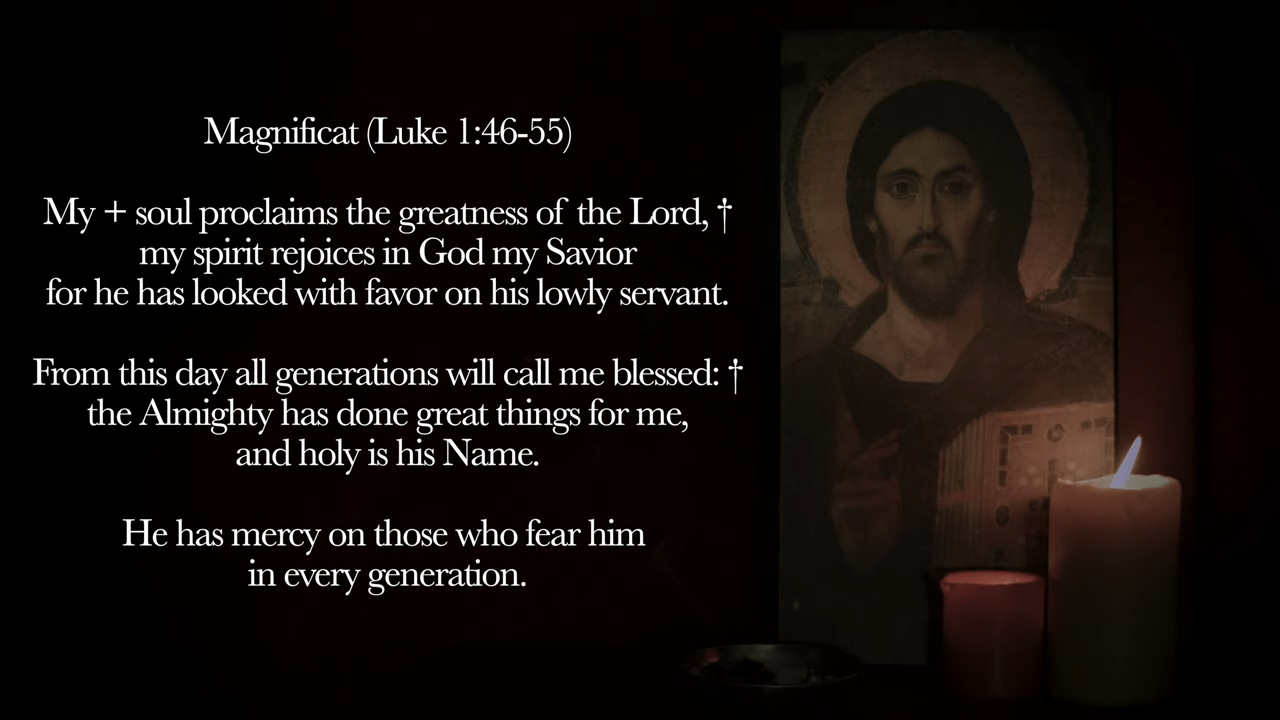 Magnificat (Luke 1:46-55)
My + soul proclaims the greatness of the Lord, †
my spirit rejoices in God my Savior
for he has looked with favor on his lowly servant.
From this day all generations will call me blessed: †
the Almighty has done great things for me,
and holy is his Name.
He has mercy on those who fear him
in every generation.